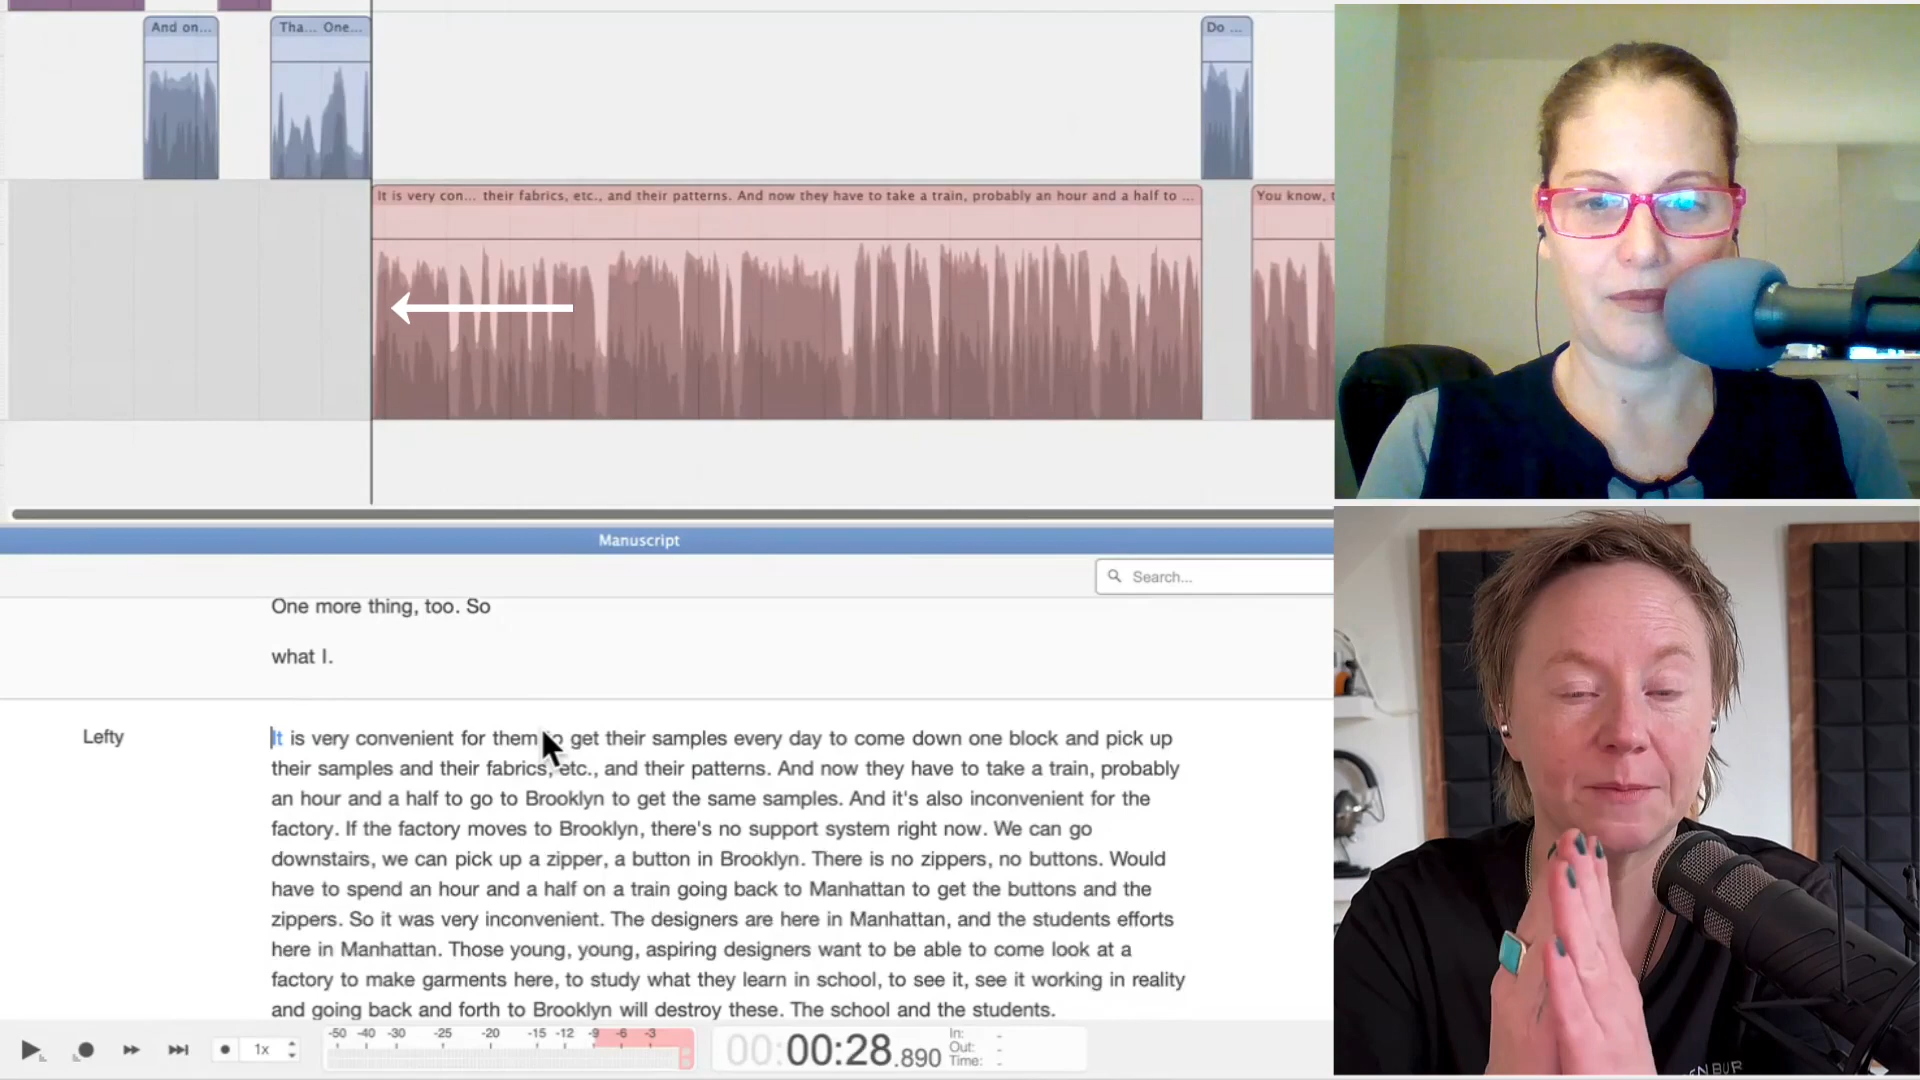 And on...
Tha... One...
Do ...
It is very con... their fabrics, etc., and their patterns. And now they have to take a train, probably an hour and a half to ...
You know, t
Manuscript
Search...
One more thing, too. So
what I.
Lefty
It is very convenient for them to get their samples every day to come down one block and pick up
their samples and their fabrics, etc., and their patterns. And now they have to take a train, probably
an hour and a half to go to Brooklyn to get the same samples. And it's also inconvenient for the
factory. If the factory moves to Brooklyn, there's no support system right now. We can go
downstairs, we can pick up a zipper, a button in Brooklyn. There is no zippers, no buttons. Would
have to spend an hour and a half on a train going back to Manhattan to get the buttons and the
zippers. So it was very inconvenient. The designers are here in Manhattan, and the students efforts
here in Manhattan. Those young, young, aspiring designers want to be able to come look at a
factory to make garments here, to study what they learn in school, to see it, see it working in reality
and going back and forth to Brooklyn will destroy these. The school and the students.
1x
-50 -40 -30 -25 -20 -15 -12 -9 -6 -3
00:00:28.890
In: -
Out: -
Time: -